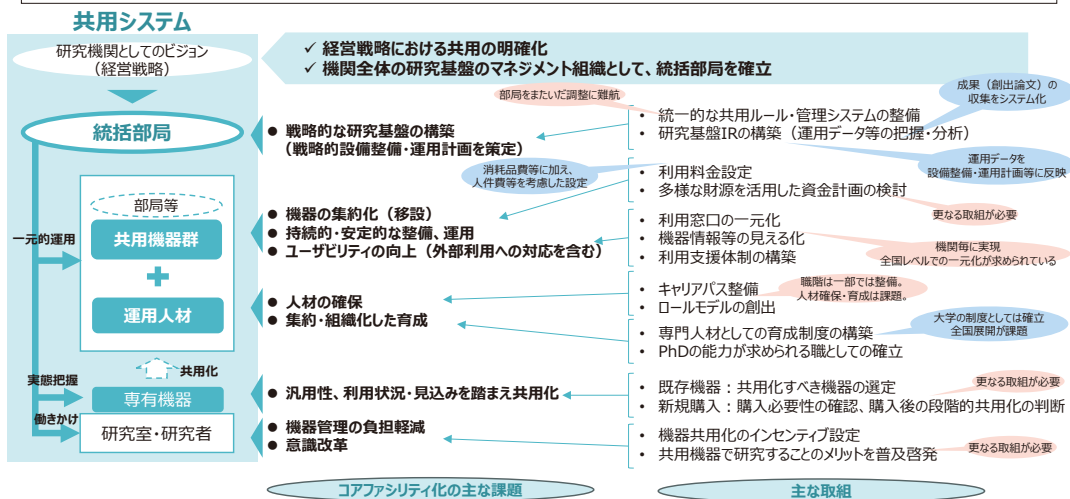 共用システム
研究機関としてのビジョン
（経営戦略）
✓ 経営戦略における共用の明確化
✓ 機関全体の研究基盤のマネジメント組織として、統括部局を確立
統括部局
● 戦略的な研究基盤の構築
（戦略的設備整備・運用計画を策定）
部局をまたいだ調整に難航
・ 統一的な共用ルール・管理システムの整備
・ 研究基盤IRの構築（運用データ等の把握・分析）
成果（創出論文）の
収集をシステム化
運用データを
設備整備・運用計画等に反映
消耗品費等に加え、
人件費等を考慮した設定
・ 利用料金設定
・ 多様な財源を活用した資金計画の検討
更なる取組が必要
一元的運用
部局等
共用機器群
＋
運用人材
● 機器の集約化（移設）
● 持続的・安定的な整備、運用
● ユーザビリティの向上（外部利用への対応を含む）
・ 利用窓口の一元化
・ 機器情報等の見える化
・ 利用支援体制の構築
機関毎に実現
全国レベルでの一元化が求められている
● 人材の確保
● 集約・組織化した育成
・ キャリアパス整備
・ ロールモデルの創出
職階は一部では整備。
人材確保・育成は課題。
・ 専門人材としての育成制度の構築
・ PhDの能力が求められる職としての確立
大学の制度としては確立
全国展開が課題
共用化
実態把握
専有機器
● 汎用性、利用状況・見込みを踏まえ共用化
・ 既存機器：共用化すべき機器の選定
・ 新規購入：購入必要性の確認、購入後の段階的共用化の判断
更なる取組が必要
働きかけ
研究室・研究者
● 機器管理の負担軽減
● 意識改革
・ 機器共用化のインセンティブ設定
・ 共用機器で研究することのメリットを普及啓発
更なる取組が必要
コアファシリティ化の主な課題
主な取組